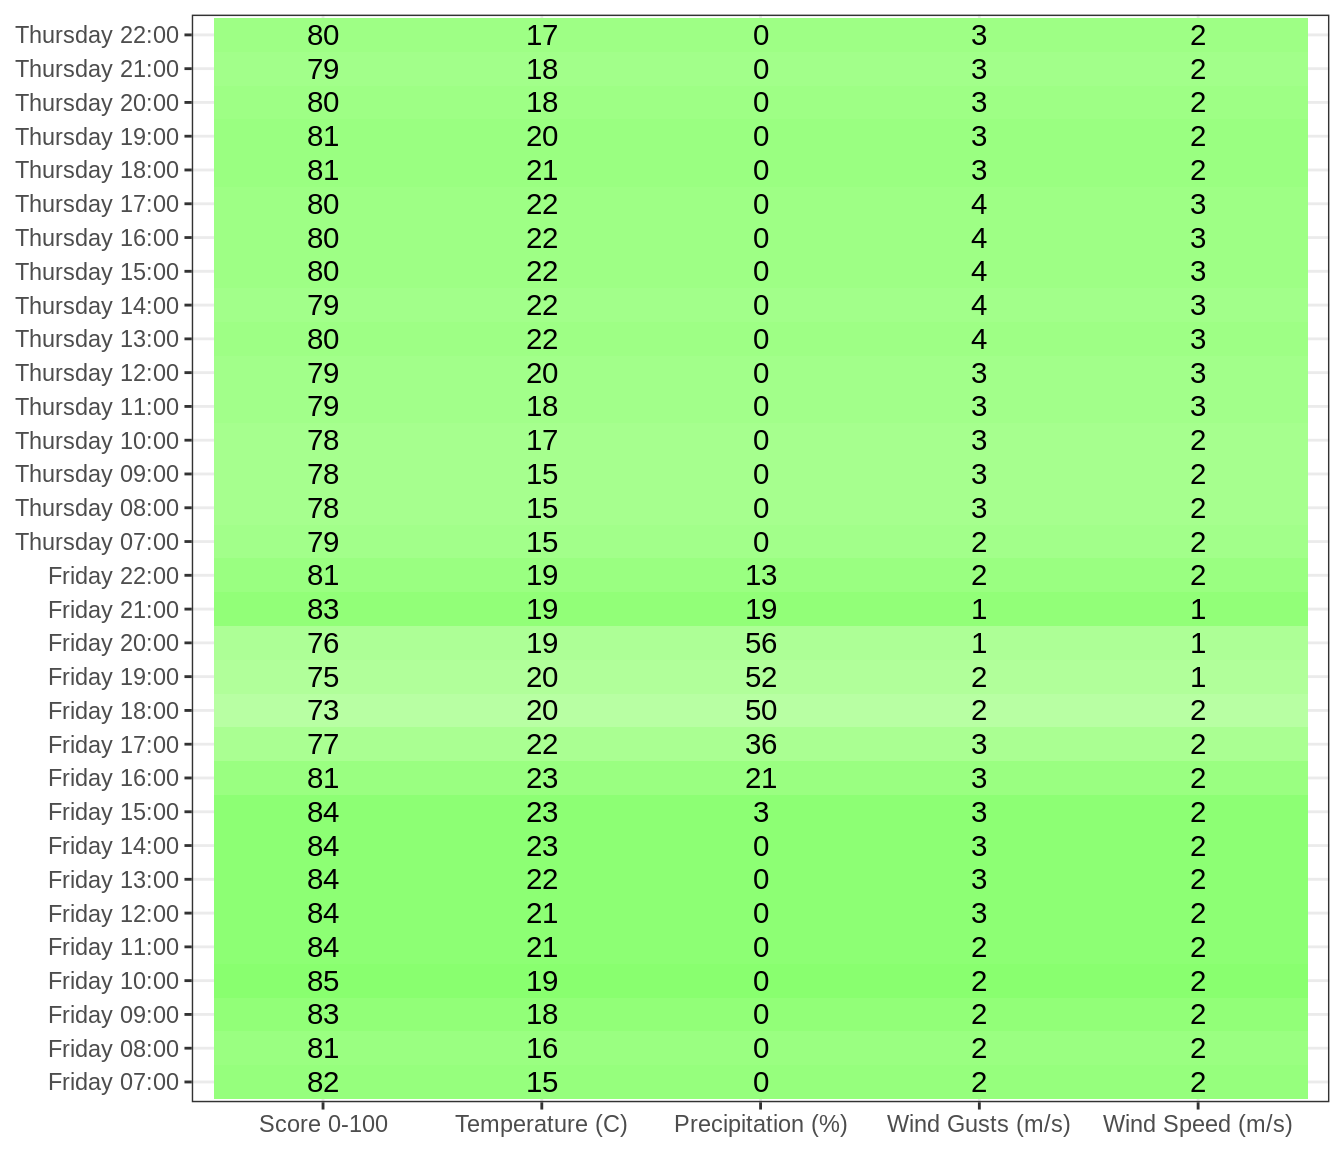 Thursday 22:00 80 17 0 3 2
Thursday 21:00 79 18 0 3 2
Thursday 20:00 80 18 0 3 2
Thursday 19:00 81 20 0 3 2
Thursday 18:00 81 21 0 3 2
Thursday 17:00 80 22 0 4 3
Thursday 16:00 80 22 0 4 3
Thursday 15:00 80 22 0 4 3
Thursday 14:00 79 22 0 4 3
Thursday 13:00 80 22 0 4 3
Thursday 12:00 79 20 0 3 3
Thursday 11:00 79 18 0 3 3
Thursday 10:00 78 17 0 3 2
Thursday 09:00 78 15 0 3 2
Thursday 08:00 78 15 0 3 2
Thursday 07:00 79 15 0 2 2
Friday 22:00 81 19 13 2 2
Friday 21:00 83 19 19 1 1
Friday 20:00 76 19 56 1 1
Friday 19:00 75 20 52 2 1
Friday 18:00 73 20 50 2 2
Friday 17:00 77 22 36 3 2
Friday 16:00 81 23 21 3 2
Friday 15:00 84 23 3 3 2
Friday 14:00 84 23 0 3 2
Friday 13:00 84 22 0 3 2
Friday 12:00 84 21 0 3 2
Friday 11:00 84 21 0 2 2
Friday 10:00 85 19 0 2 2
Friday 09:00 83 18 0 2 2
Friday 08:00 81 16 0 2 2
Friday 07:00 82 15 0 2 2
Score 0-100 Temperature (C) Precipitation (%) Wind Gusts (m/s) Wind Speed (m/s)